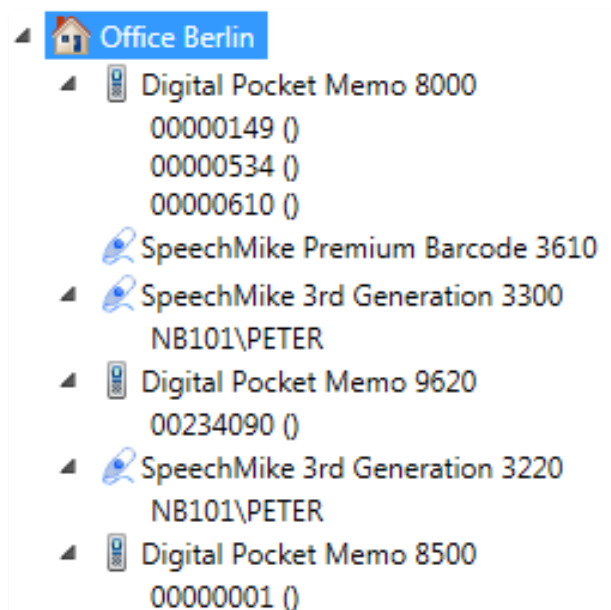 Office Berlin
Digital Pocket Memo 8000
00000149 ()
00000534 ()
00000610 ()
SpeechMike Premium Barcode 3610
SpeechMike 3rd Generation 3300
NB101\PETER
Digital Pocket Memo 9620
00234090 ()
SpeechMike 3rd Generation 3220
NB101\PETER
Digital Pocket Memo 8500
00000001 ()